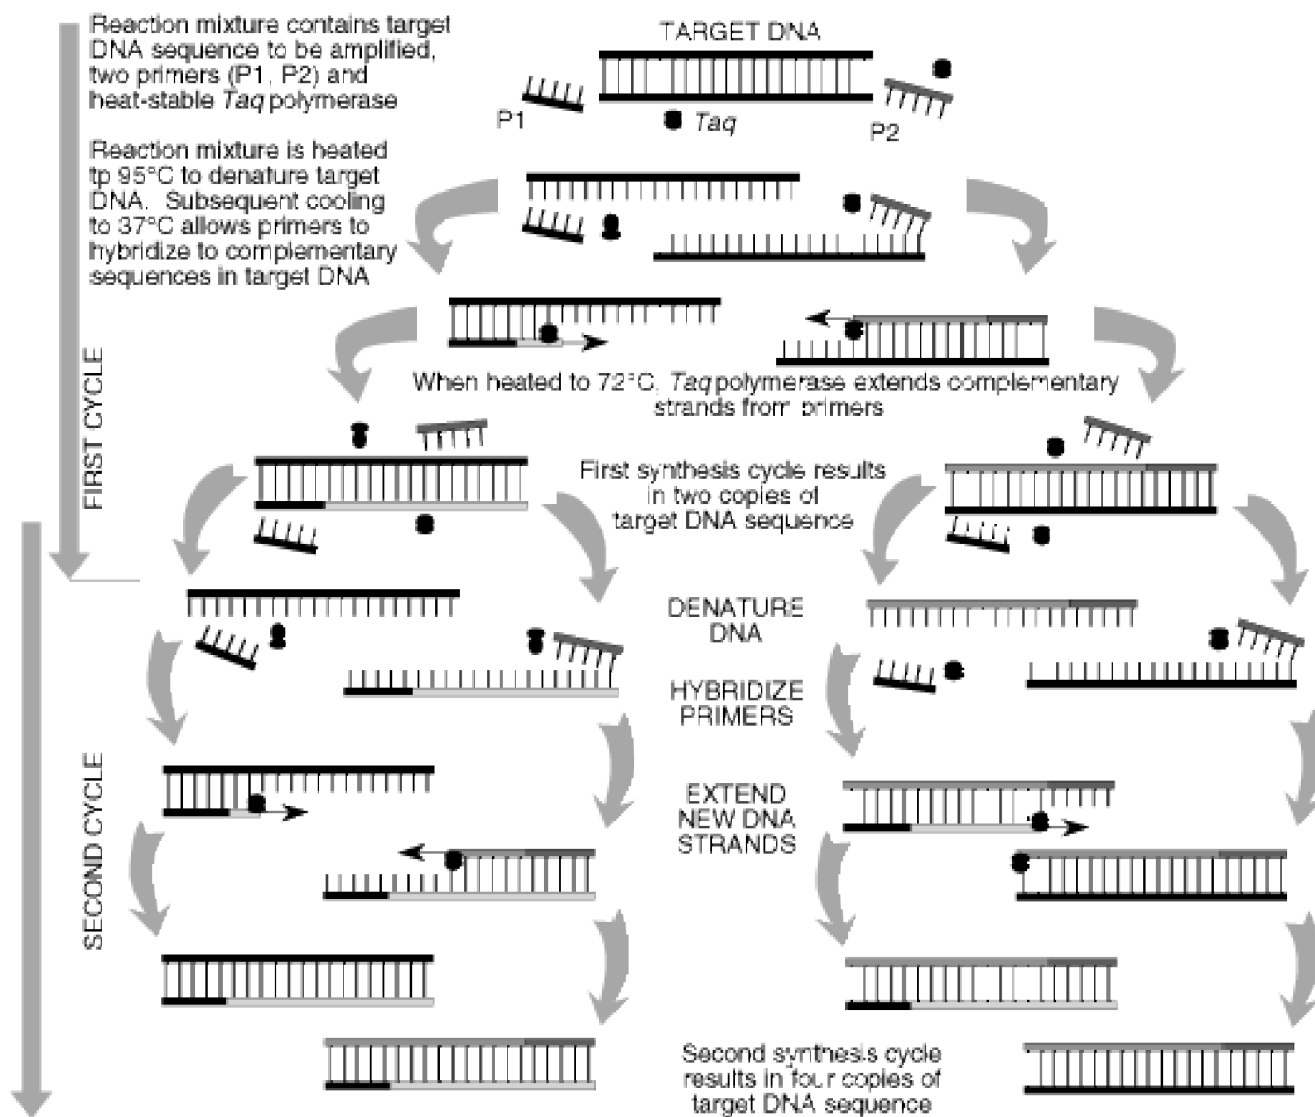 Reaction mixture contains target
DNA sequence to be amplified,
two primers (P1, P2) and
heat-stable Taq polymerase
TARGET DNA
P1
Taq
P2
Reaction mixture is heated
tp 95°C to denature target
DNA. Subsequent cooling
to 37°C allows primers to
hybridize to complementary
sequences in target DNA
When heated to 72°C, Taq polymerase extends complementary
strands from primers
FIRST CYCLE
First synthesis cycle results
in two copies of
target DNA sequence
DENATURE
DNA
HYBRIDIZE
PRIMERS
SECOND CYCLE
EXTEND
NEW DNA
STRANDS
Second synthesis cycle
results in four copies of
target DNA sequence